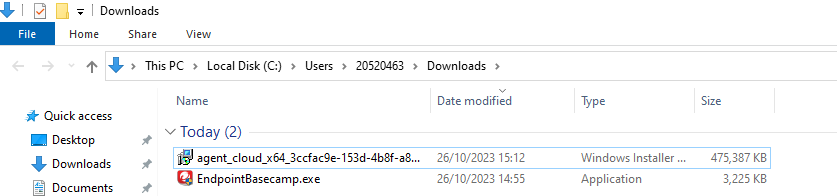 Downloads
File Home Share View
This PC Local Disk (C:) Users 20520463 Downloads
Quick access
Desktop
Downloads
Documents
Name Date modified Type Size
Today (2)
agent_cloud_x64_3ccfac9e-153d-4b8f-a8... 26/10/2023 15:12 Windows Installer ... 475,387 KB
EndpointBasecamp.exe 26/10/2023 14:55 Application 3,225 KB